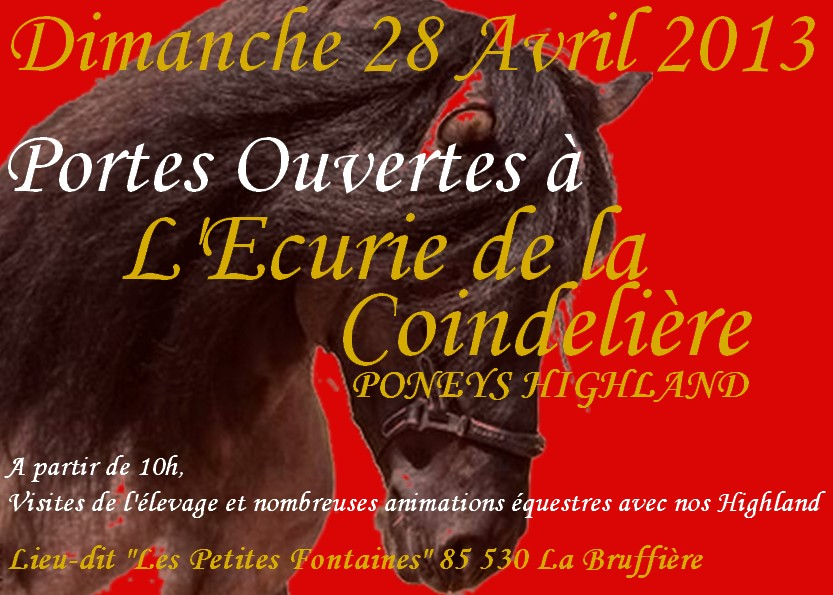 Dimanche 28 Avril 2013
Portes Ouvertes à
L'Ecurie de la
Coindelière
PONEYS HIGHLAND
A partir de 10h,
Visites de l'élevage et nombreuses animations équestres avec nos Highland
Lieu-dit "Les Petites Fontaines" 85 530 La Bruffière